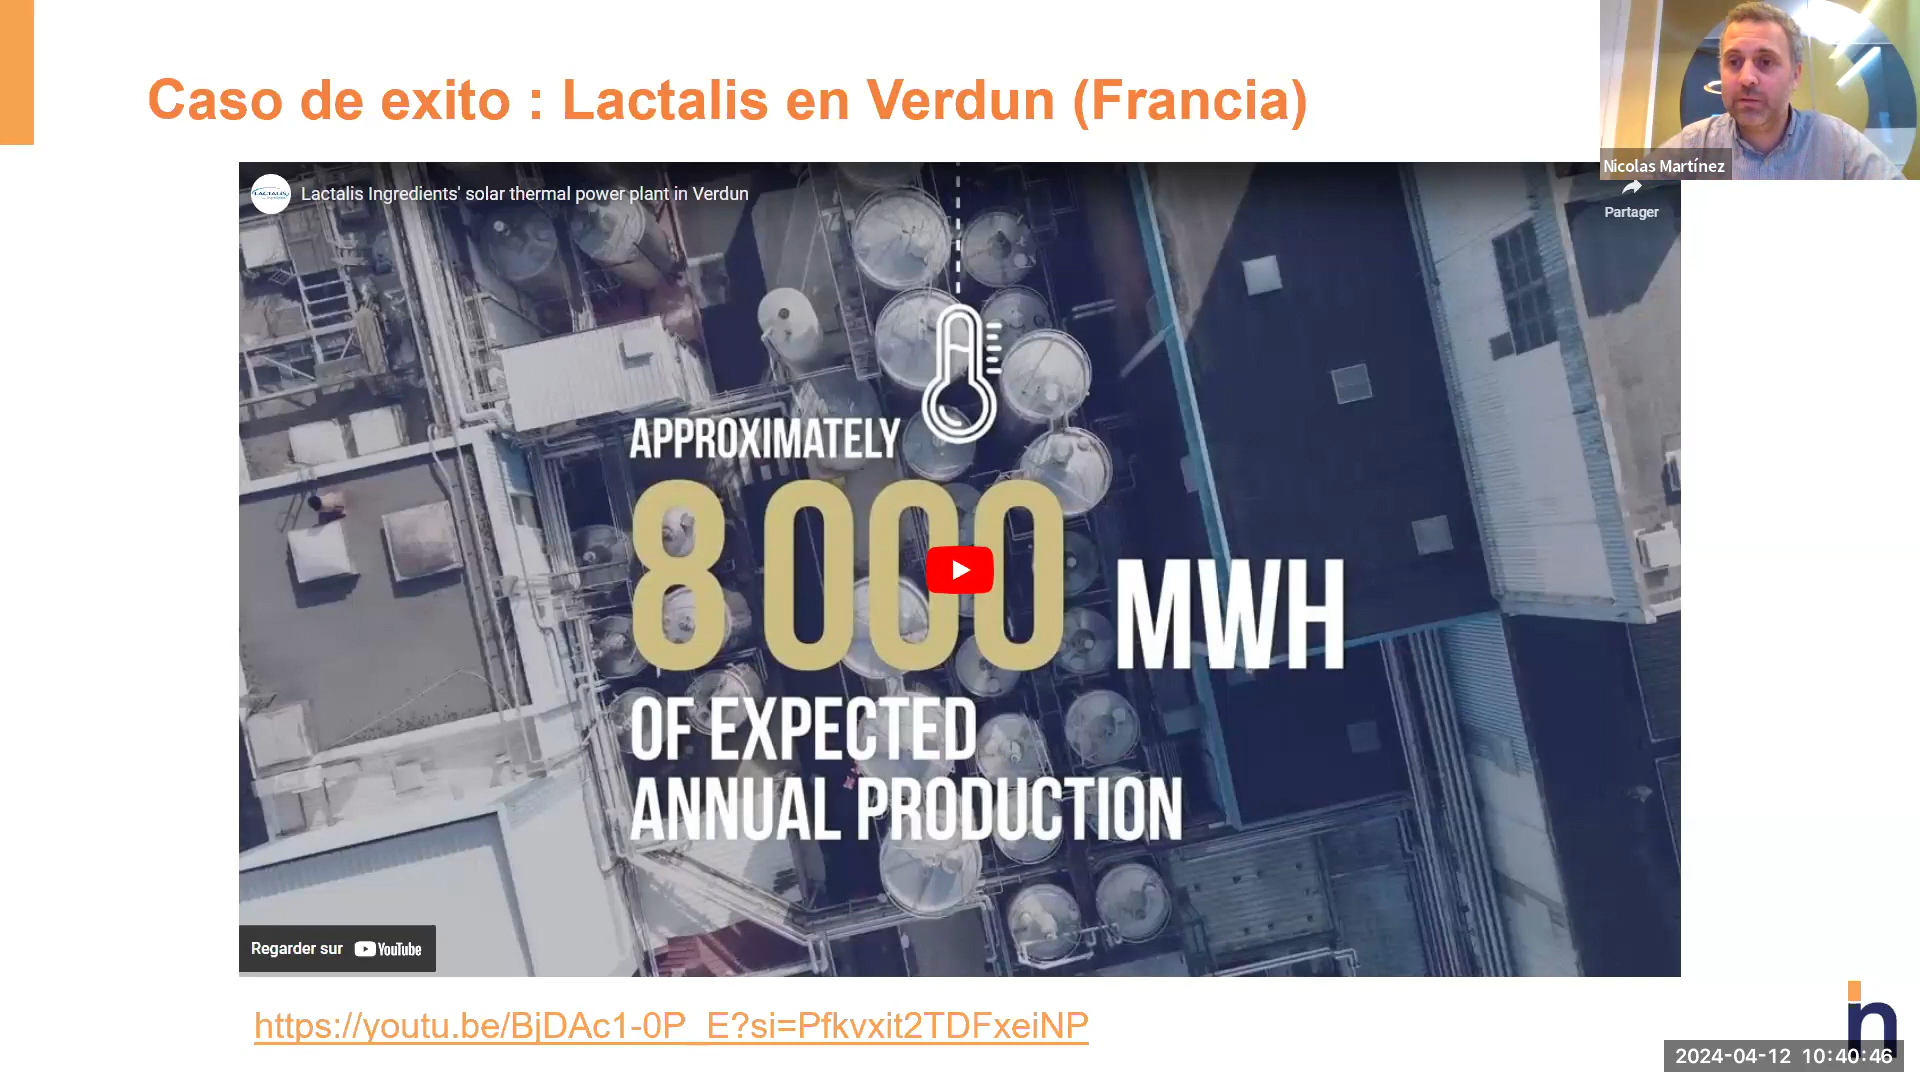 Caso de exito : Lactalis en Verdun (Francia)
Nicolas Martínez
LACTALIS
Lactalis Ingredients' solar thermal power plant in Verdun
Partager
APPROXIMATELY
8 000 MWH
OF EXPECTED
ANNUAL PRODUCTION
Regarder sur YouTube
https://youtu.be/BjDAc1-0P_E?si=Pfkvxit2TDFxeiNP
in
2024-04-12 10:40:46